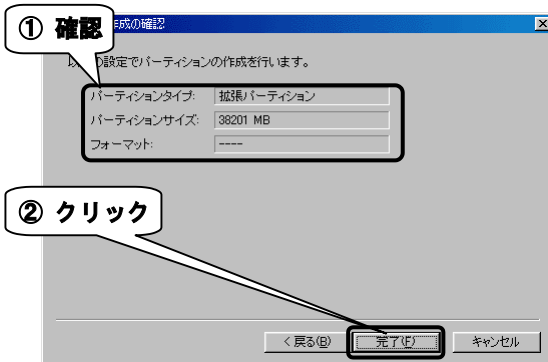 ① 確認
成の確認
の設定でパーティションの作成を行います。
パーティションタイプ: 拡張パーティション
パーティションサイズ: 38201 MB
フォーマット: ----
② クリック
< 戻る(B) 完了(F) キャンセル